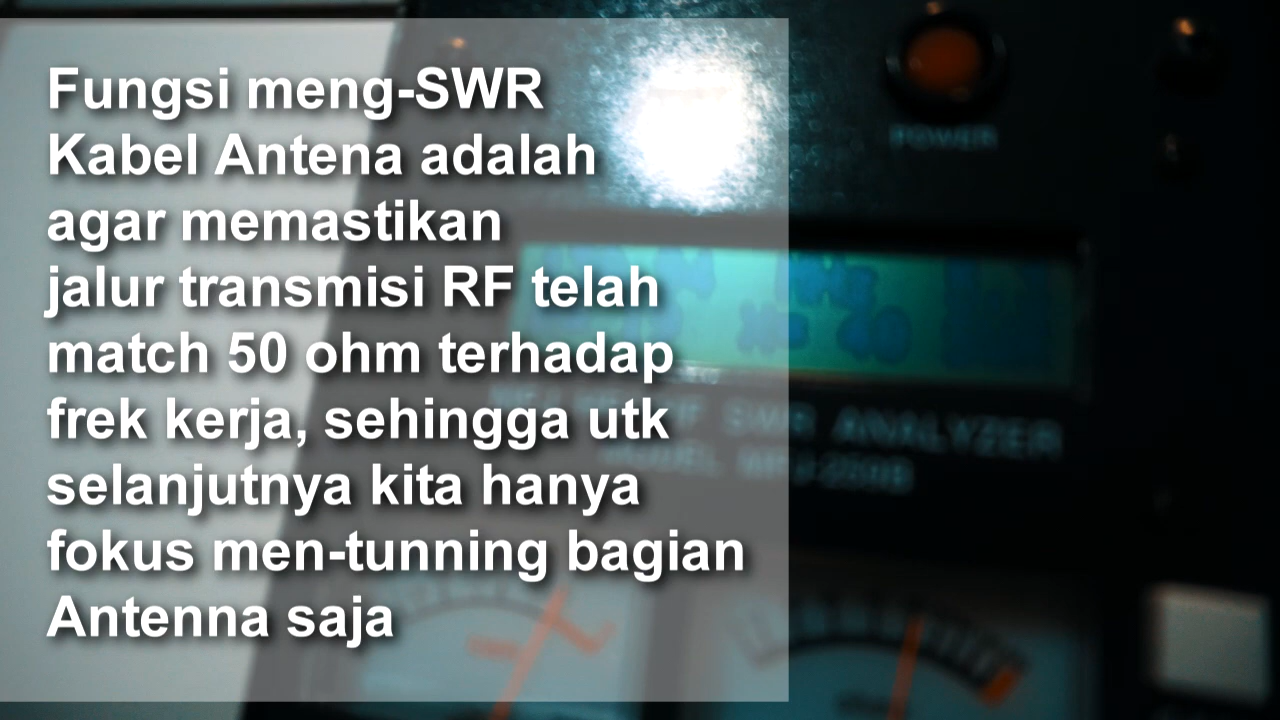 Fungsi meng-SWR
Kabel Antena adalah
agar memastikan
jalur transmisi RF telah
match 50 ohm terhadap
frek kerja, sehingga utk
selanjutnya kita hanya
fokus men-tunning bagian
Antenna saja
POWER
SWR ANALYZER